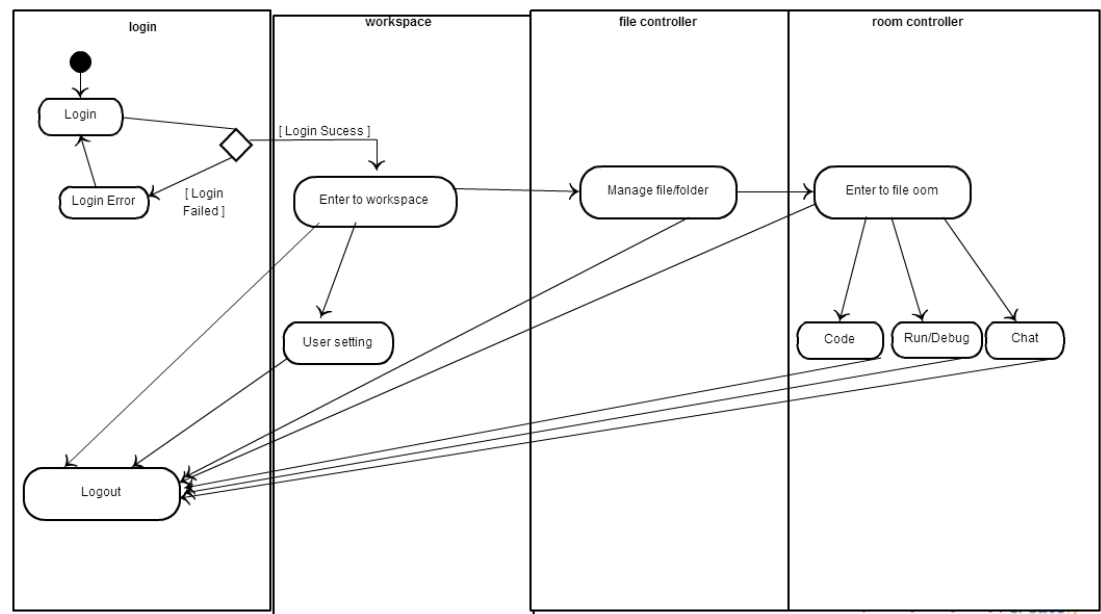 login
workspace
file controller
room controller
Login
[ Login Sucess ]
Login Error
[ Login
Failed ]
Enter to workspace
Manage file/folder
Enter to file oom
User setting
Code
Run/Debug
Chat
Logout